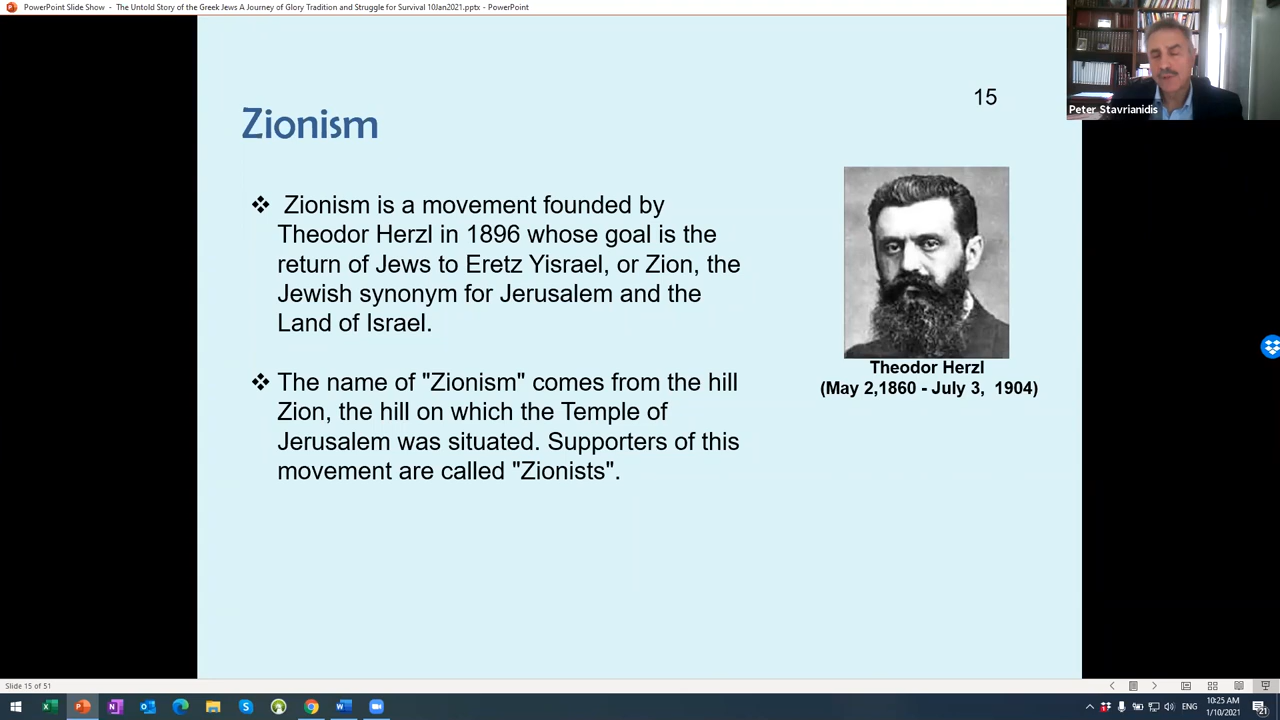 PowerPoint Slide Show - The Untold Story of the Greek Jews A Journey of Glory Tradition and Struggle for Survival 10Jan2021.pptx - PowerPoint
Peter Stavrianidis
15
Zionism
❖ Zionism is a movement founded by
Theodor Herzl in 1896 whose goal is the
return of Jews to Eretz Yisrael, or Zion, the
Jewish synonym for Jerusalem and the
Land of Israel.
❖ The name of "Zionism" comes from the hill
Zion, the hill on which the Temple of
Jerusalem was situated. Supporters of this
movement are called "Zionists".
Theodor Herzl
(May 2,1860 - July 3, 1904)
Slide 15 of 51
ENG
10:25 AM
1/10/2021
21